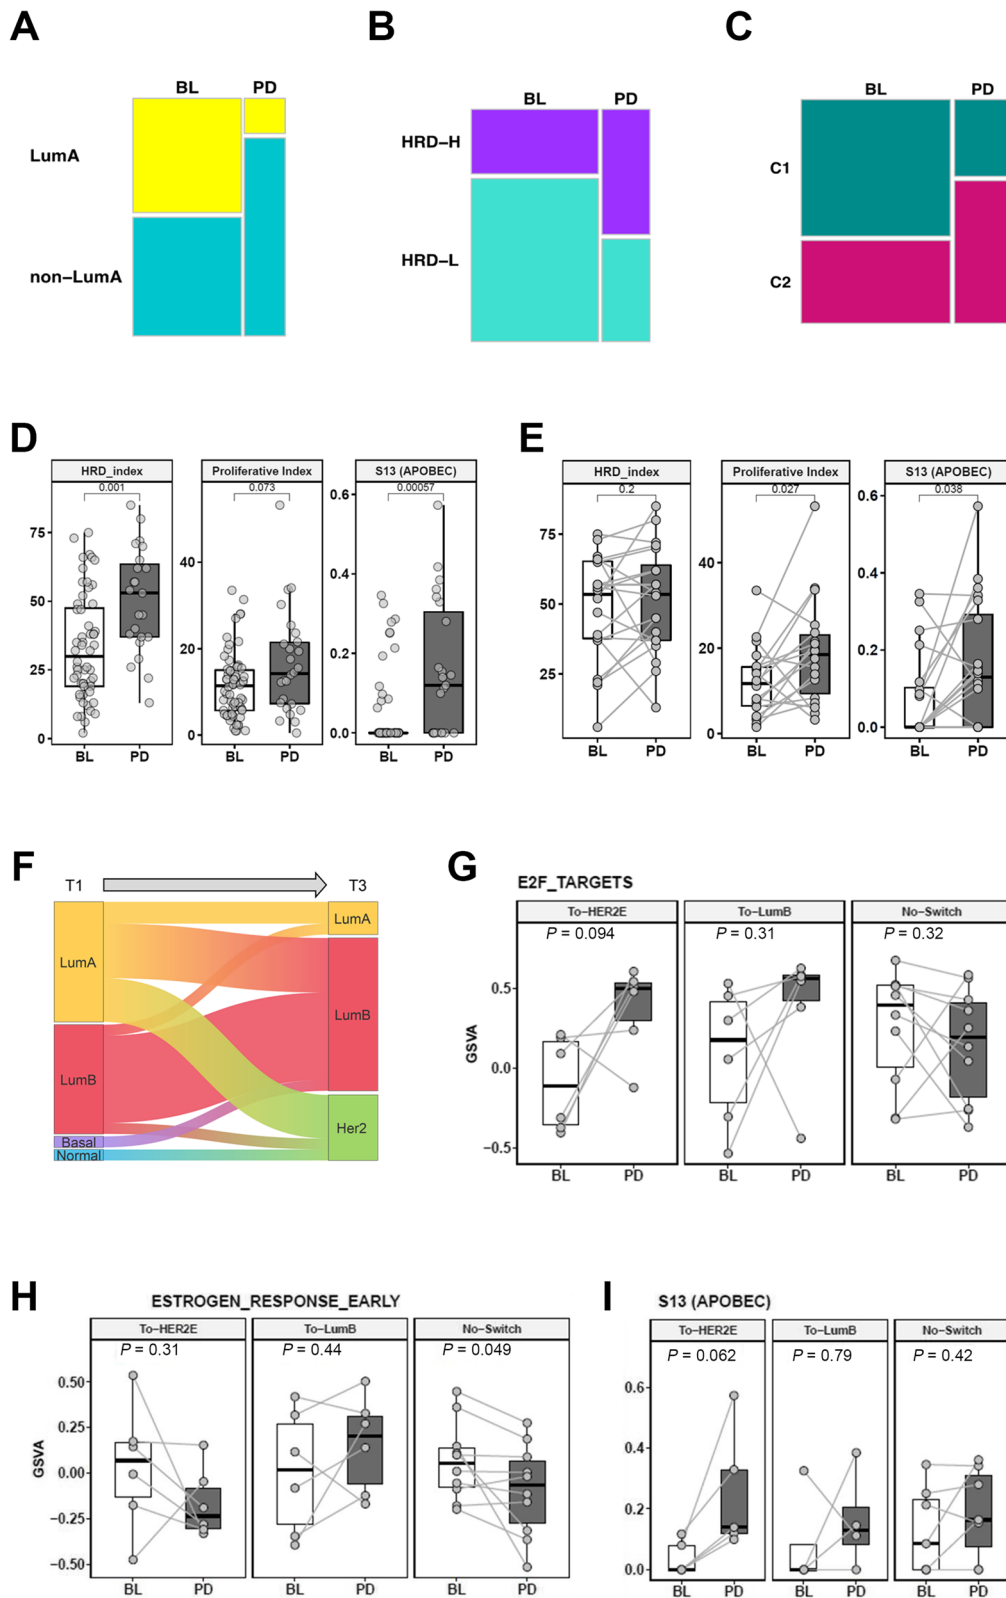 A
B
C
BL PD
LumA
non–LumA
BL PD
HRD–H
HRD–L
BL PD
C1
C2
D
E
HRD_index
0.001
75
50
25
0
BL PD
Proliferative Index
0.073
40
20
0
BL PD
S13 (APOBEC)
0.00057
0.6
0.4
0.2
0.0
BL PD
HRD_index
0.2
75
50
25
BL PD
Proliferative Index
0.027
40
20
0
BL PD
S13 (APOBEC)
0.038
0.6
0.4
0.2
0.0
BL PD
F
T1 T3
LumA
LumB
Basal
Normal
LumA
LumB
Her2
G
E2F_TARGETS
To–HER2E To–LumB No–Switch
P = 0.094 P = 0.31 P = 0.32
GSVA
0.5
0.0
−0.5
BL PD BL PD BL PD
H
ESTROGEN_RESPONSE_EARLY
To–HER2E To–LumB No–Switch
P = 0.31 P = 0.44 P = 0.049
GSVA
0.50
0.25
0.00
−0.25
−0.50
BL PD BL PD BL PD
I
S13 (APOBEC)
To–HER2E To–LumB No–Switch
P = 0.062 P = 0.79 P = 0.42
0.6
0.4
0.2
0.0
BL PD BL PD BL PD